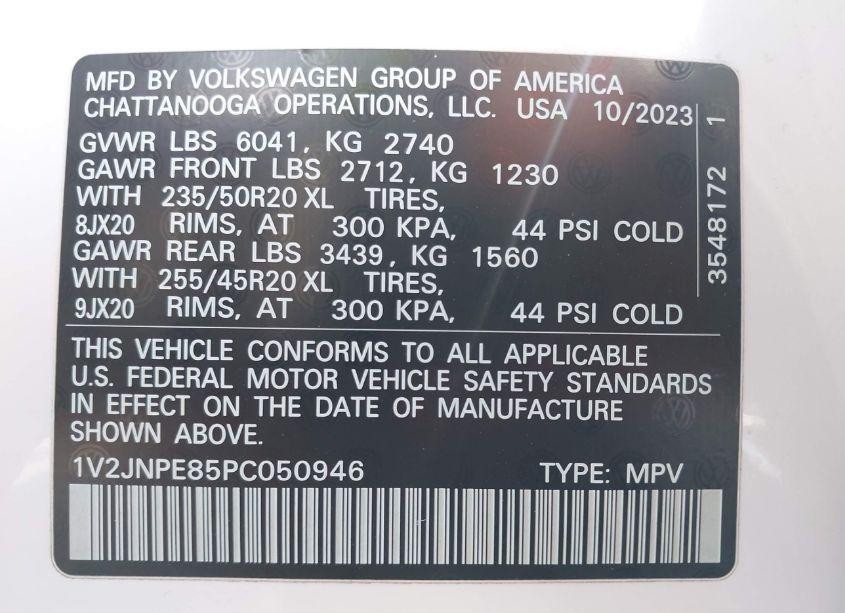 MFD BY VOLKSWAGEN GROUP OF AMERICA
CHATTANOOGA OPERATIONS, LLC. USA 10/2023
GVWR LBS 6041, KG 2740
GAWR FRONT LBS 2712, KG 1230
WITH 235/50R20 XL TIRES,
8JX20 RIMS, AT 300 KPA, 44 PSI COLD
GAWR REAR LBS 3439, KG 1560
WITH 255/45R20 XL TIRES,
9JX20 RIMS, AT 300 KPA, 44 PSI COLD
3548172 1
THIS VEHICLE CONFORMS TO ALL APPLICABLE
U.S. FEDERAL MOTOR VEHICLE SAFETY STANDARDS
IN EFFECT ON THE DATE OF MANUFACTURE
SHOWN ABOVE.
1V2JNPE85PC050946 TYPE: MPV